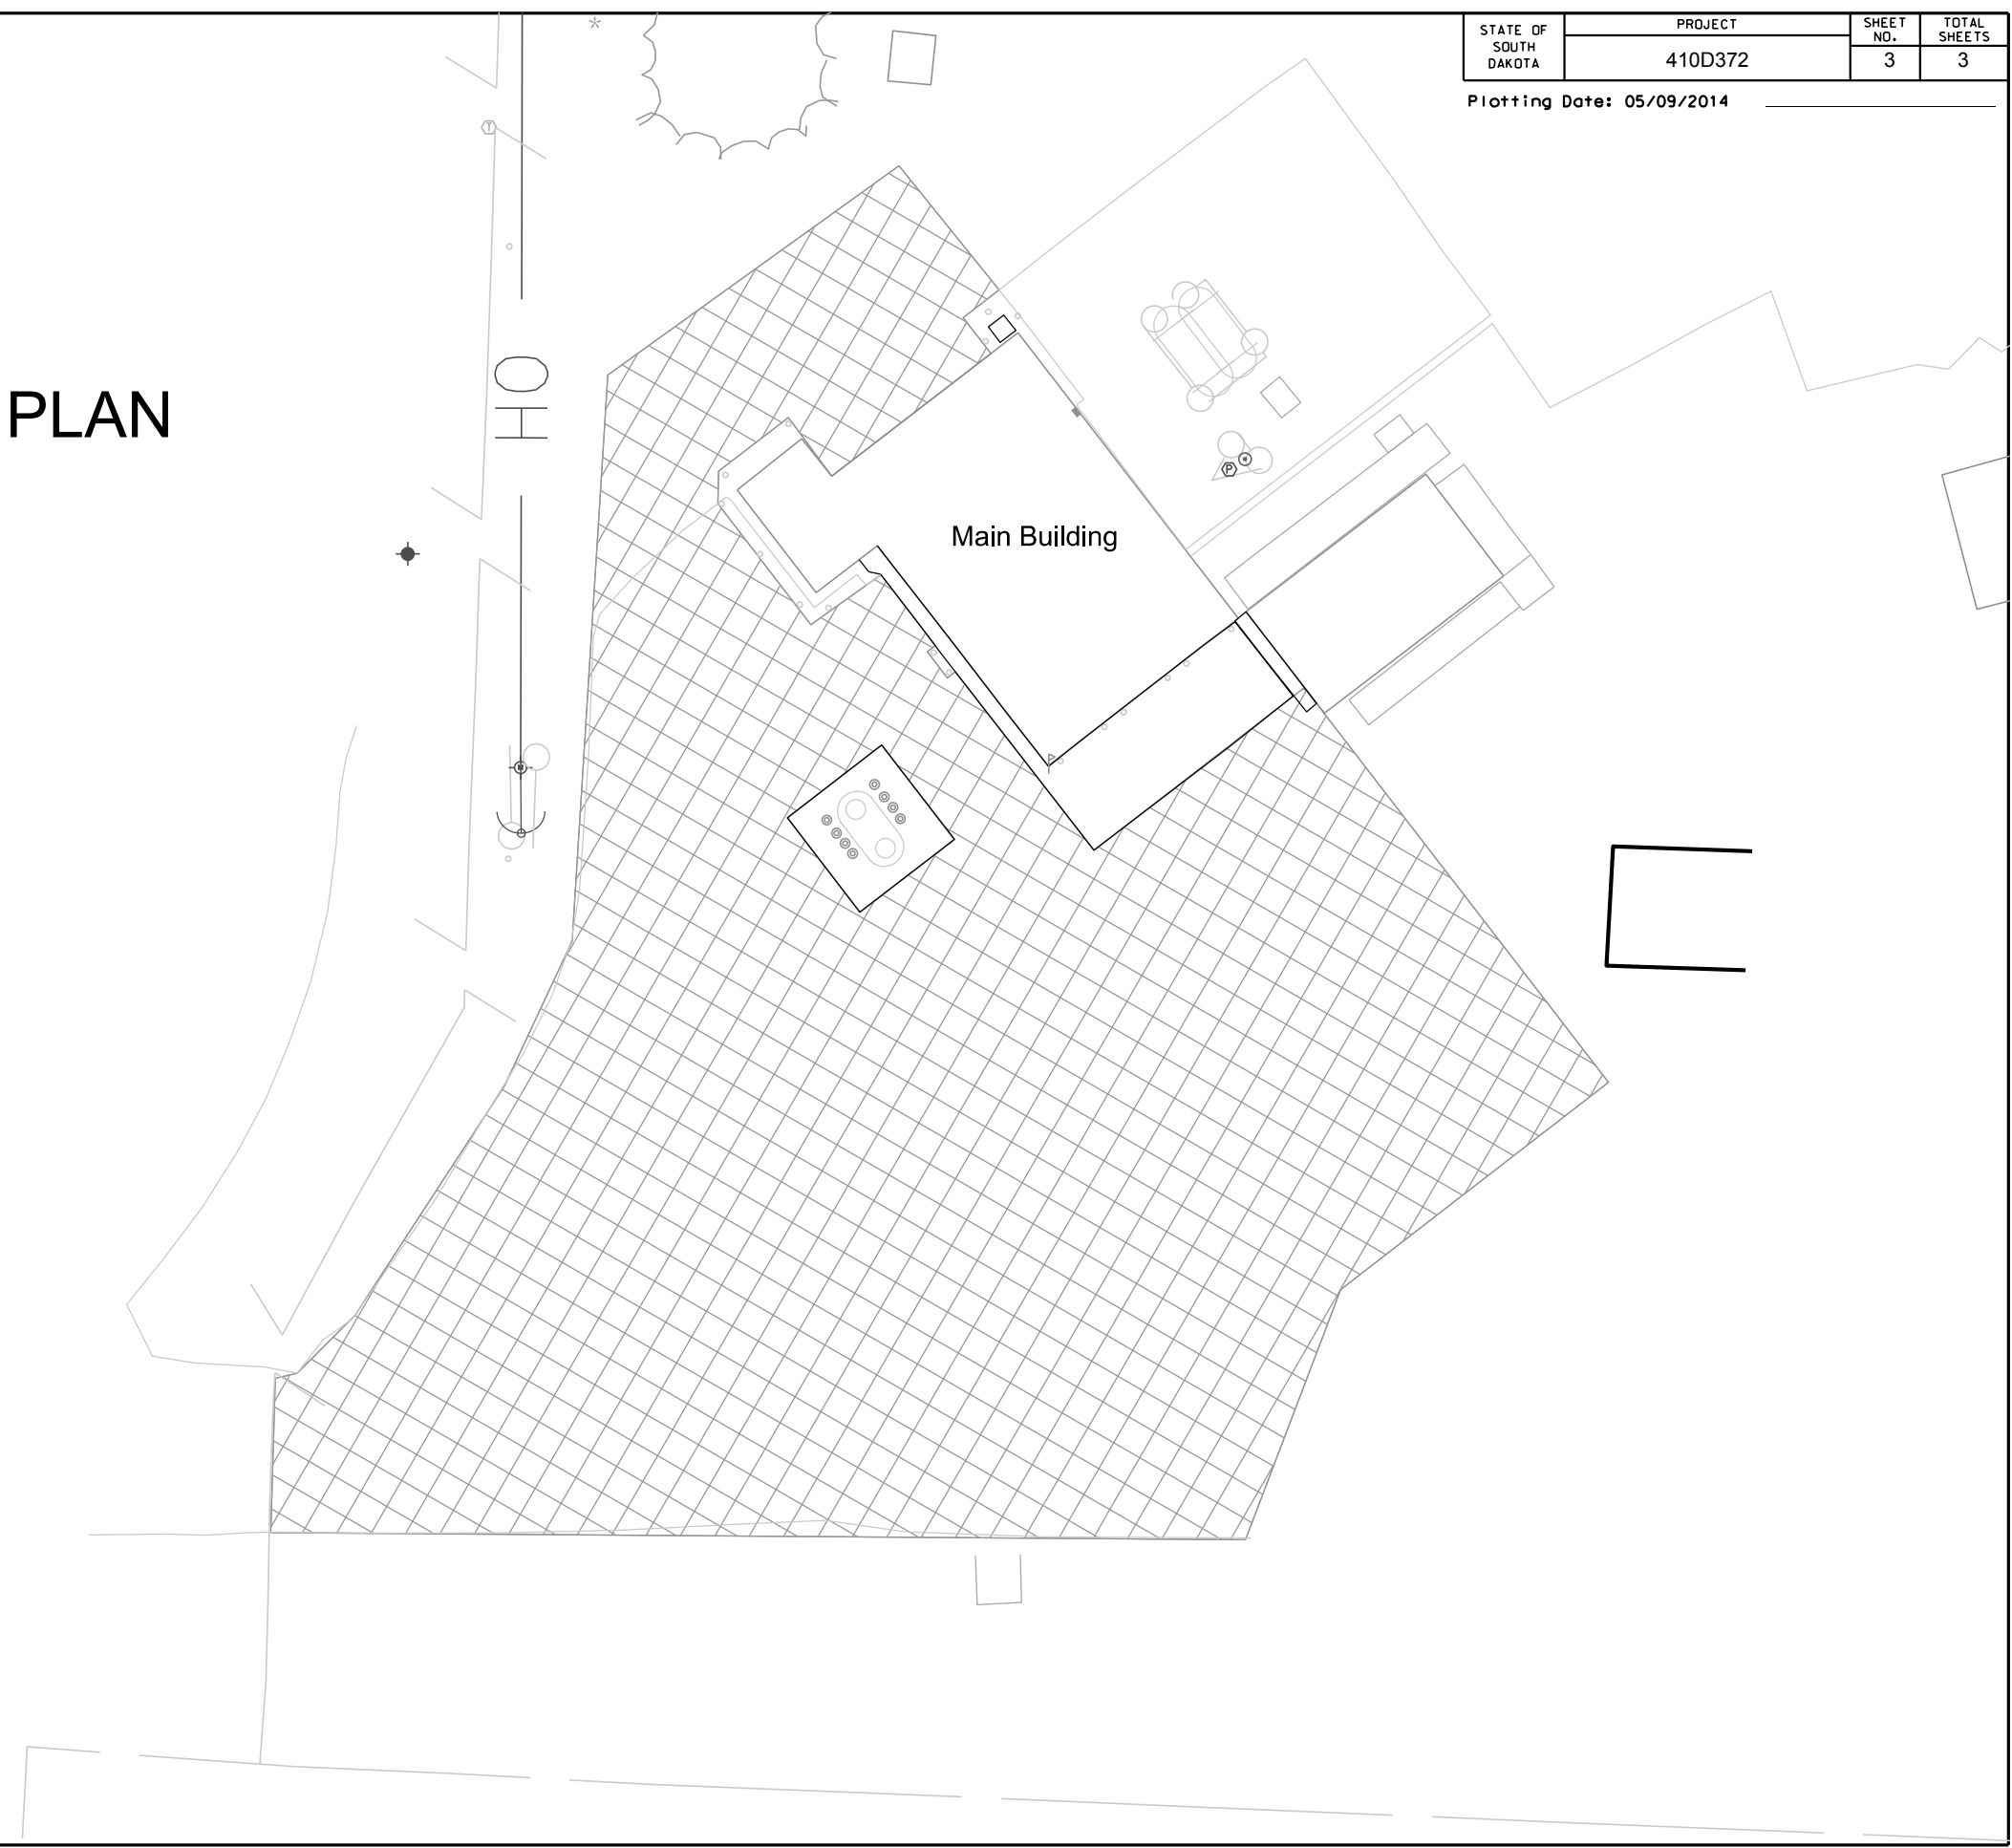 STATE OF
SOUTH
DAKOTA
PROJECT
410D372
SHEET
NO.
3
TOTAL
SHEETS
3
Plotting Date: 05/09/2014
T
OH
PLAN
P
Main Building
P